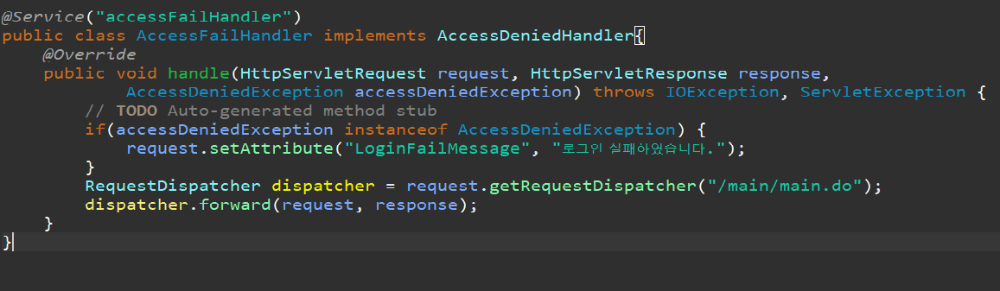 @Service("accessFailHandler")
public class AccessFailHandler implements AccessDeniedHandler{
@Override
public void handle(HttpServletRequest request, HttpServletResponse response,
AccessDeniedException accessDeniedException) throws IOException, ServletException {
// TODO Auto-generated method stub
if(accessDeniedException instanceof AccessDeniedException) {
request.setAttribute("LoginFailMessage", "로그인 실패하였습니다.");
}
RequestDispatcher dispatcher = request.getRequestDispatcher("/main/main.do");
dispatcher.forward(request, response);
}
}